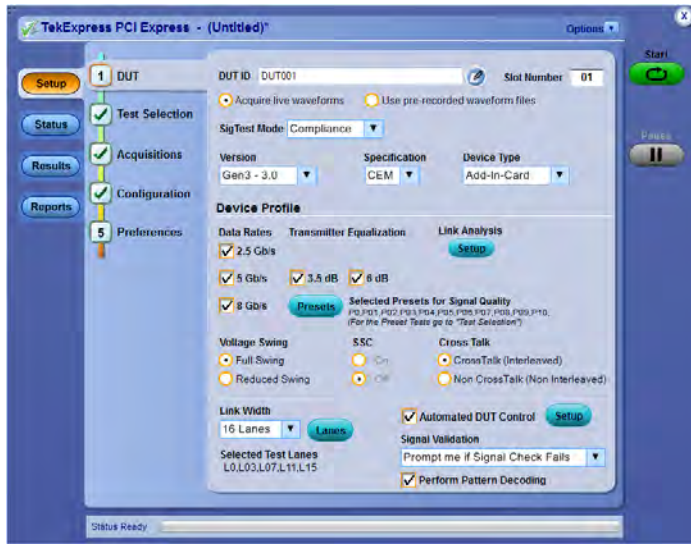 TekExpress PCI Express - (Untitled)*
Options
x
Start
Setup
Status
Results
Reports
Pause
1 DUT
Test Selection
Acquisitions
Configuration
5 Preferences
DUT ID DUT001
Slot Number 01
Acquire live waveforms Use pre-recorded waveform files
SigTest Mode Compliance
Version Specification Device Type
Gen3 - 3.0 CEM Add-In-Card
Device Profile
Data Rates Transmitter Equalization Link Analysis
2.5 Gb/s Setup
5 Gb/s 3.5 dB 6 dB
8 Gb/s Presets Selected Presets for Signal Quality
P0,P01,P02,P03,P04,P05,P06,P07,P08,P09,P10,
(For the Preset Tests go to "Test Selection")
Voltage Swing SSC Cross Talk
Full Swing On CrossTalk (Interleaved)
Reduced Swing Off Non CrossTalk (Non Interleaved)
Link Width
16 Lanes Lanes
Selected Test Lanes
L0,L03,L07,L11,L15
Automated DUT Control Setup
Signal Validation
Prompt me if Signal Check Fails
Perform Pattern Decoding
Status Ready